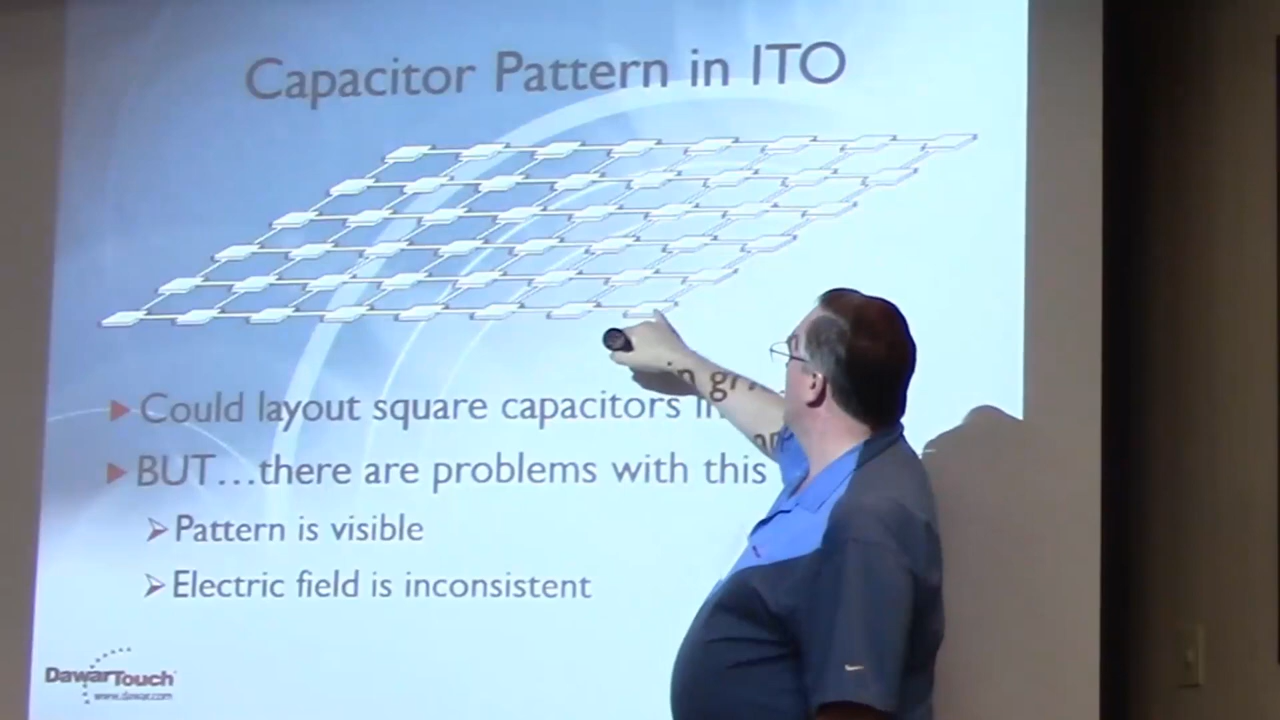 Capacitor Pattern in ITO
Could layout square capacitors in
BUT...there are problems with this
Pattern is visible
Electric field is inconsistent
DawarTouch
www.dawar.com